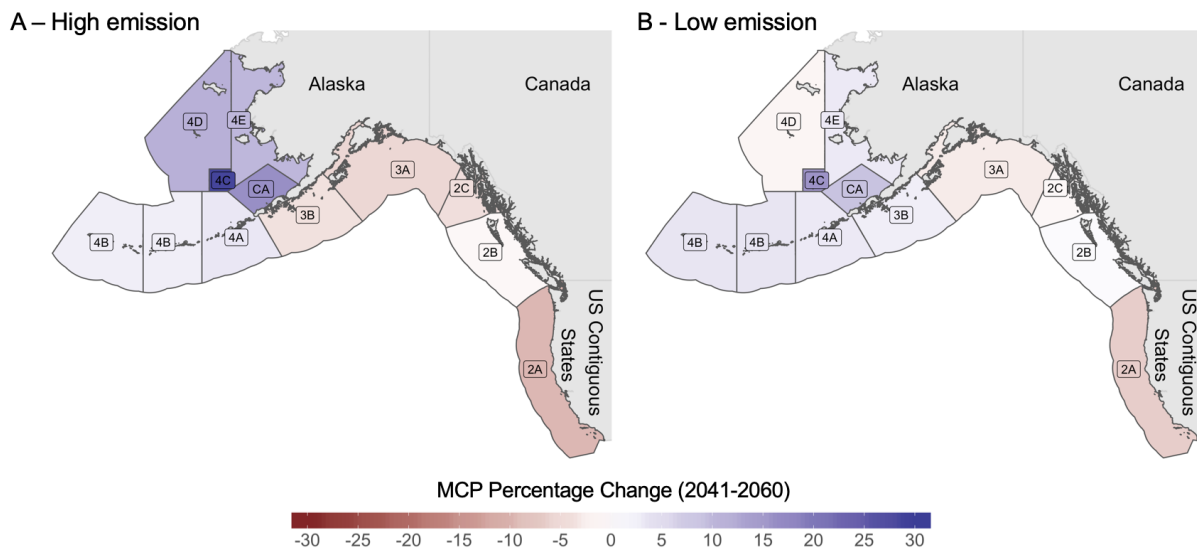 A – High emission
B - Low emission
Alaska
Canada
4D
4E
4C
CA
3A
2C
3B
4B
4B
4A
2B
2A
US Contiguous
States
Alaska
Canada
4D
4E
4C
CA
3A
2C
3B
4B
4B
4A
2B
2A
US Contiguous
States
MCP Percentage Change (2041-2060)
-30 -25 -20 -15 -10 -5 0 5 10 15 20 25 30